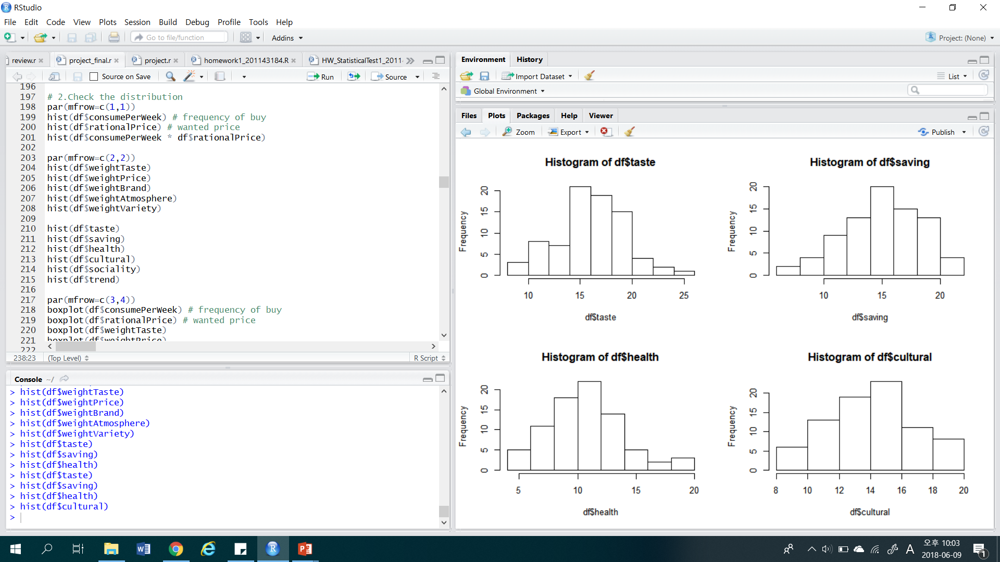 RStudio
File Edit Code View Plots Session Build Debug Profile Tools Help
Go to file/function Addins Project: (None)
review.r project_final.r project.r homework1_201143184.R HW_StatisticalTest1_2011
Source on Save Run Source
196
197 # 2.Check the distribution
198 par(mfrow=c(1,1))
199 hist(df$consumePerWeek) # frequency of buy
200 hist(df$rationalPrice) # wanted price
201 hist(df$consumePerWeek * df$rationalPrice)
202
203 par(mfrow=c(2,2))
204 hist(df$weightTaste)
205 hist(df$weightPrice)
206 hist(df$weightBrand)
207 hist(df$weightAtmosphere)
208 hist(df$weightVariety)
209
210 hist(df$taste)
211 hist(df$saving)
212 hist(df$health)
213 hist(df$cultural)
214 hist(df$sociality)
215 hist(df$trend)
216
217 par(mfrow=c(3,4))
218 boxplot(df$consumePerWeek) # frequency of buy
219 boxplot(df$rationalPrice) # wanted price
220 boxplot(df$weightTaste)
221 boxplot(df$weightPrice)
222
238:23 (Top Level) R Script
Console ~/
> hist(df$weightTaste)
> hist(df$weightPrice)
> hist(df$weightBrand)
> hist(df$weightAtmosphere)
> hist(df$weightVariety)
> hist(df$taste)
> hist(df$saving)
> hist(df$health)
> hist(df$taste)
> hist(df$saving)
> hist(df$health)
> hist(df$cultural)
>
Environment History
Import Dataset List
Global Environment
Files Plots Packages Help Viewer
Zoom Export Publish
Histogram of df$taste
Frequency
0 5 10 15 20
10 15 20 25
df$taste
Histogram of df$saving
Frequency
0 5 10 15 20
10 15 20
df$saving
Histogram of df$health
Frequency
0 5 10 15 20
5 10 15 20
df$health
Histogram of df$cultural
Frequency
0 5 10 15 20
8 10 12 14 16 18 20
df$cultural
A 오후 10:03
2018-06-09
1